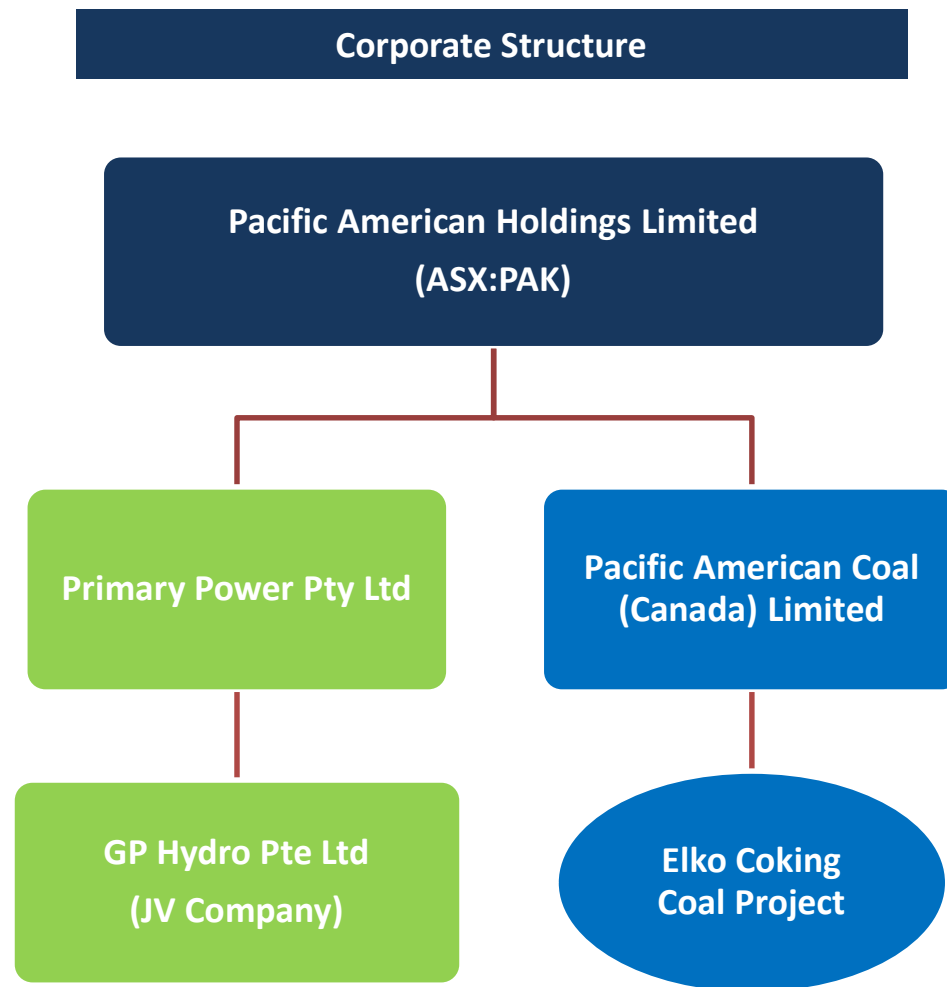 Corporate Structure
Pacific American Holdings Limited
(ASX:PAK)
Primary Power Pty Ltd
Pacific American Coal
(Canada) Limited
GP Hydro Pte Ltd
(JV Company)
Elko Coking
Coal Project